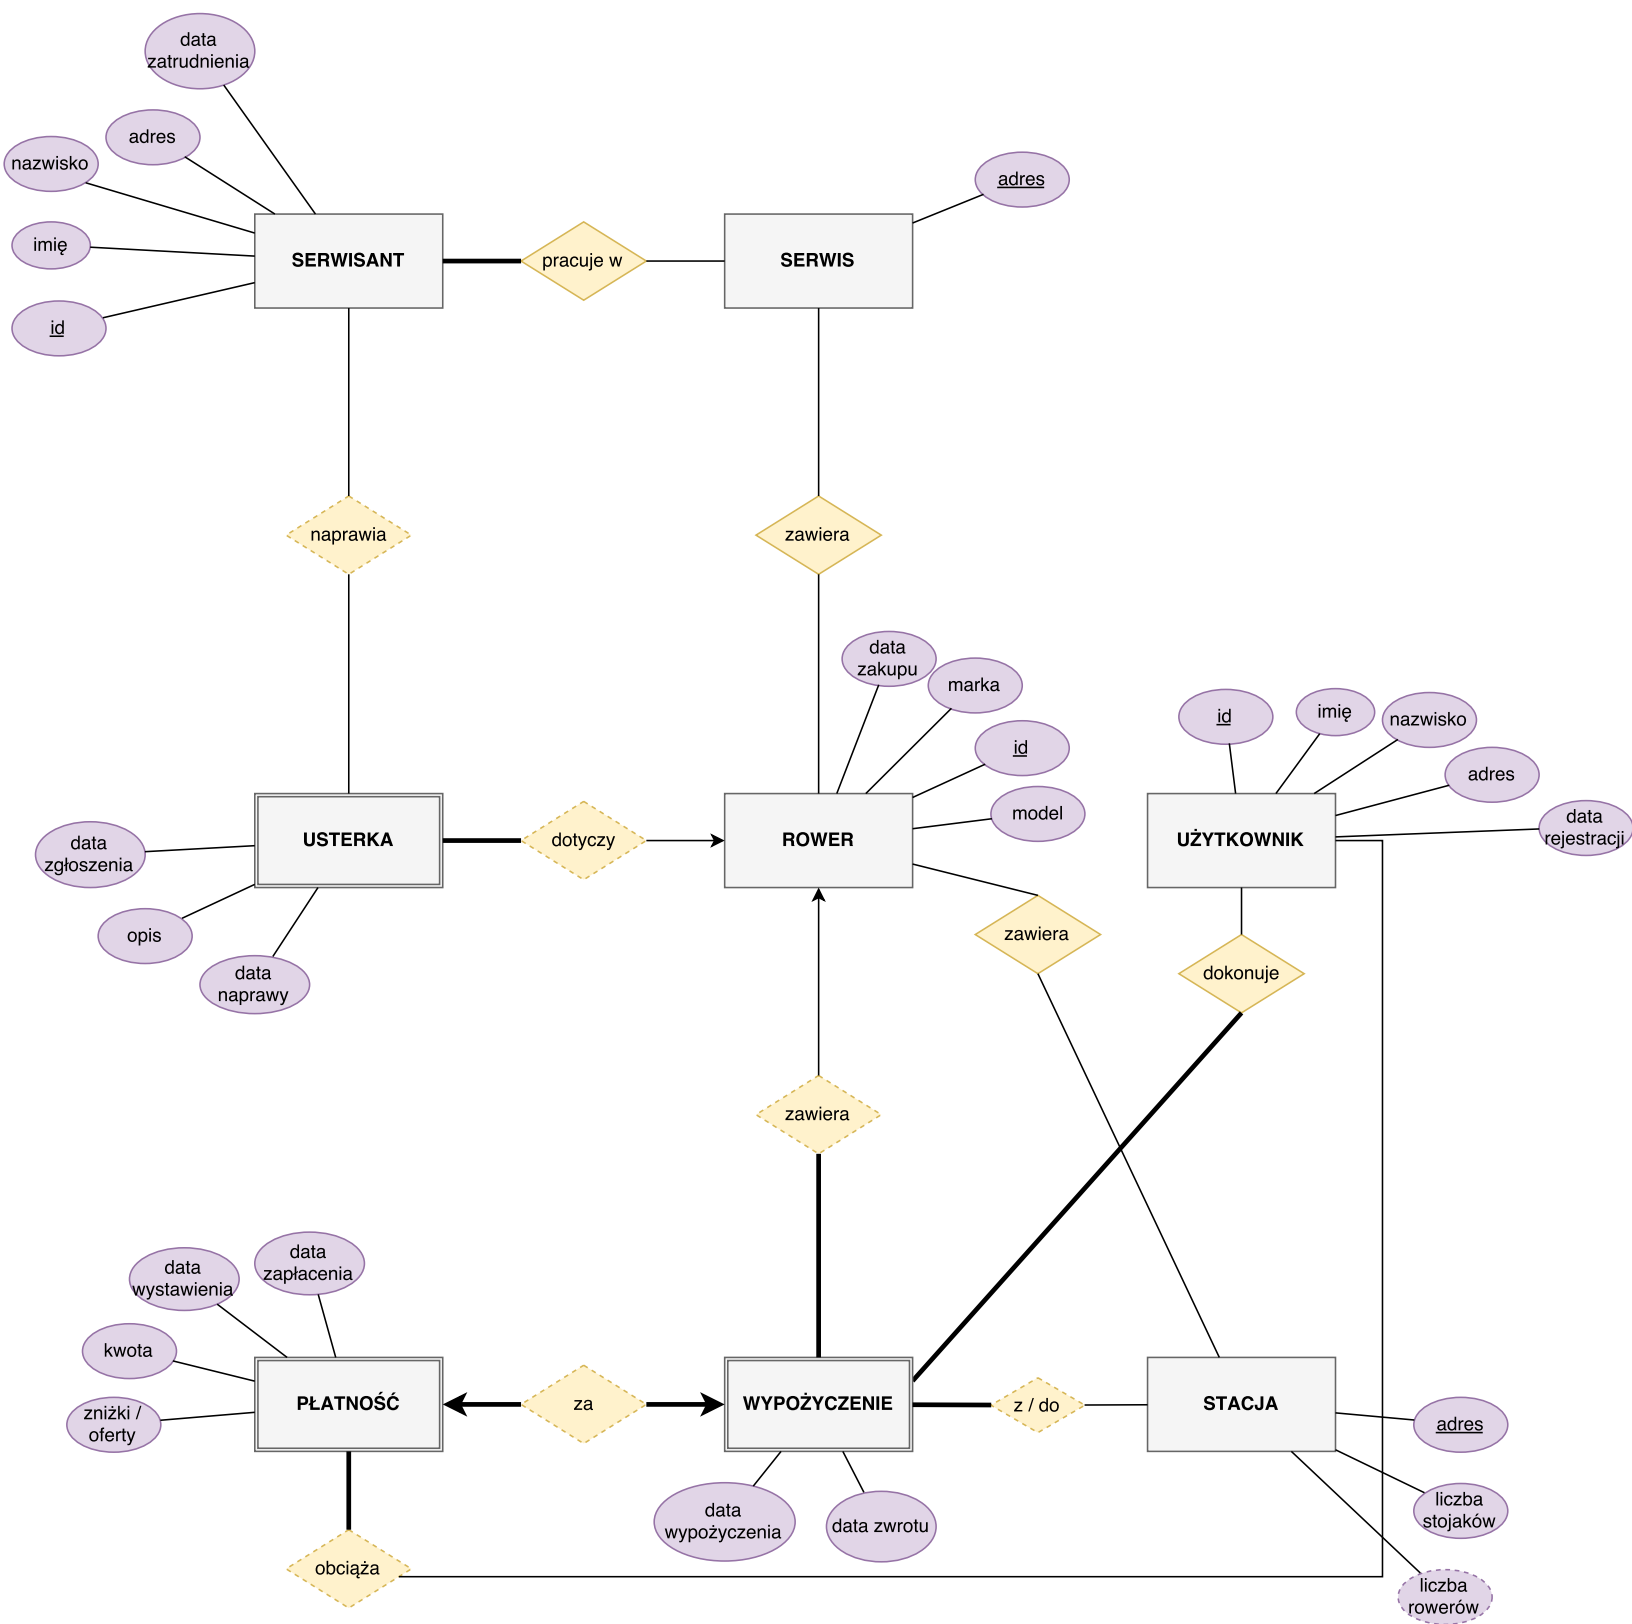 data
zatrudnienia
adres
nazwisko
adres
imię
SERWISANT
pracuje w
SERWIS
id
naprawia
zawiera
data
zakupu
marka
id
imię
nazwisko
id
adres
model
data
rejestracji
data
zgłoszenia
USTERKA
dotyczy
ROWER
UŻYTKOWNIK
opis
zawiera
data
naprawy
dokonuje
zawiera
data
wystawienia
data
zapłacenia
kwota
zniżki /
oferty
PŁATNOŚĆ
za
WYPOŻYCZENIE
z / do
STACJA
adres
data
wypożyczenia
data zwrotu
liczba
stojaków
obciąża
liczba
rowerów